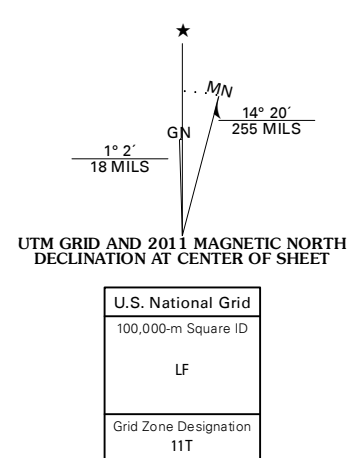 ★
MN
GN
14° 20´
255 MILS
1° 2´
18 MILS
UTM GRID AND 2011 MAGNETIC NORTH
DECLINATION AT CENTER OF SHEET
U.S. National Grid
100,000-m Square ID
LF
Grid Zone Designation
11T